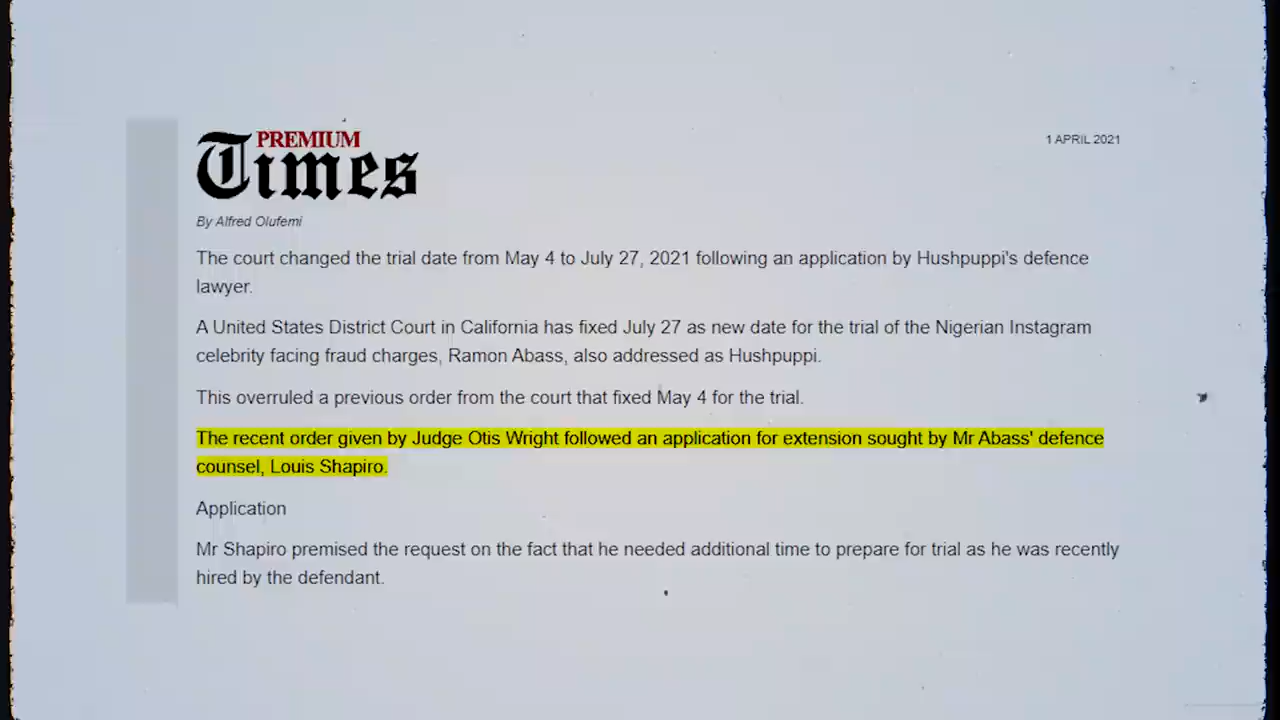 PREMIUM
Times
1 APRIL 2021
By Alfred Olufemi
The court changed the trial date from May 4 to July 27, 2021 following an application by Hushpuppi's defence
lawyer.
A United States District Court in California has fixed July 27 as new date for the trial of the Nigerian Instagram
celebrity facing fraud charges, Ramon Abass, also addressed as Hushpuppi.
This overruled a previous order from the court that fixed May 4 for the trial.
The recent order given by Judge Otis Wright followed an application for extension sought by Mr Abass' defence
counsel, Louis Shapiro.
Application
Mr Shapiro premised the request on the fact that he needed additional time to prepare for trial as he was recently
hired by the defendant.